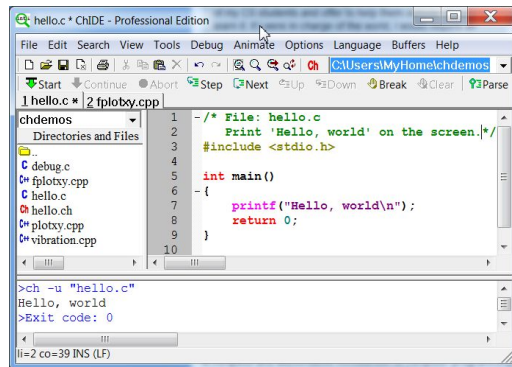 hello.c * ChIDE - Professional Edition
File Edit Search View Tools Debug Animate Options Language Buffers Help
Ch C:\Users\MyHome\chdemos
Start Continue Abort Step Next Up Down Break Clear Parse
1 hello.c * 2 fplotxy.cpp
chdemos
Directories and Files
..
C debug.c
C++ fplotxy.cpp
C hello.c
Ch hello.ch
C++ plotxy.cpp
C++ vibration.cpp
1 -/* File: hello.c
2 Print 'Hello, world' on the screen.*/
3 #include <stdio.h>
4
5 int main()
6 -{
7 printf("Hello, world\n");
8 return 0;
9 }
10
>ch -u "hello.c"
Hello, world
>Exit code: 0
li=2 co=39 INS (LF)